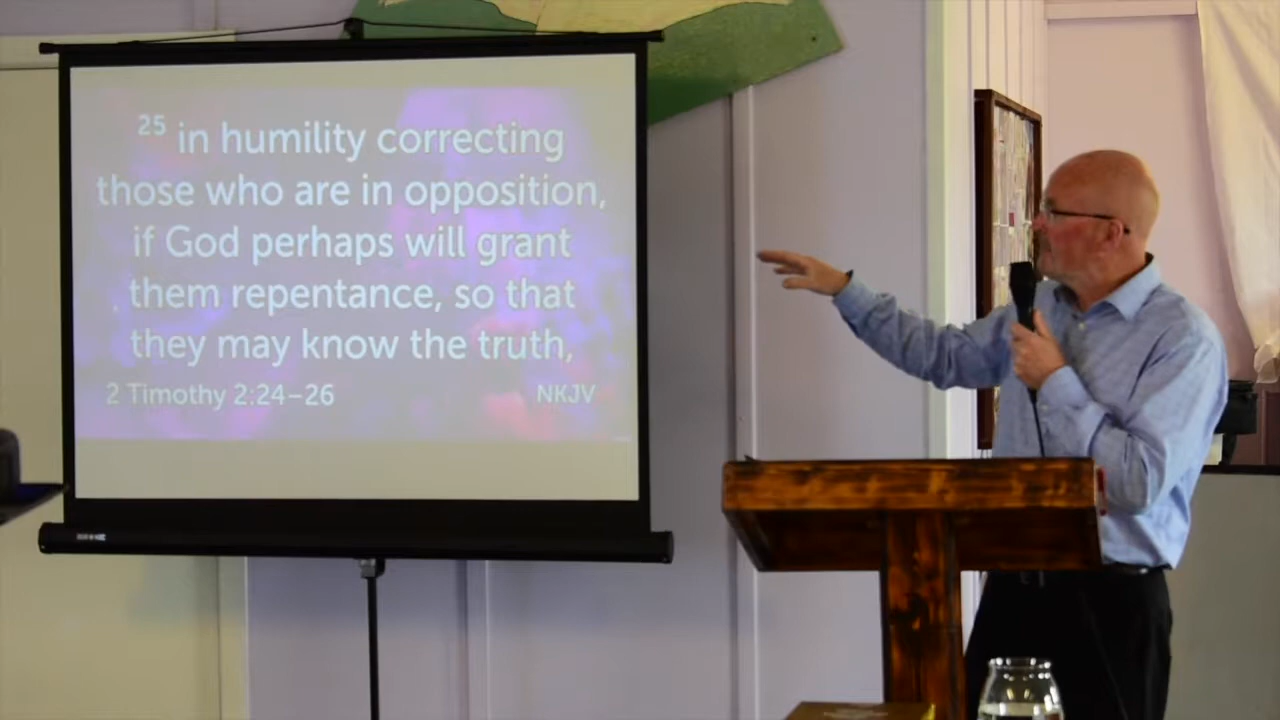 25 in humility correcting
those who are in opposition,
if God perhaps will grant
them repentance, so that
they may know the truth,
2 Timothy 2:24–26 NKJV